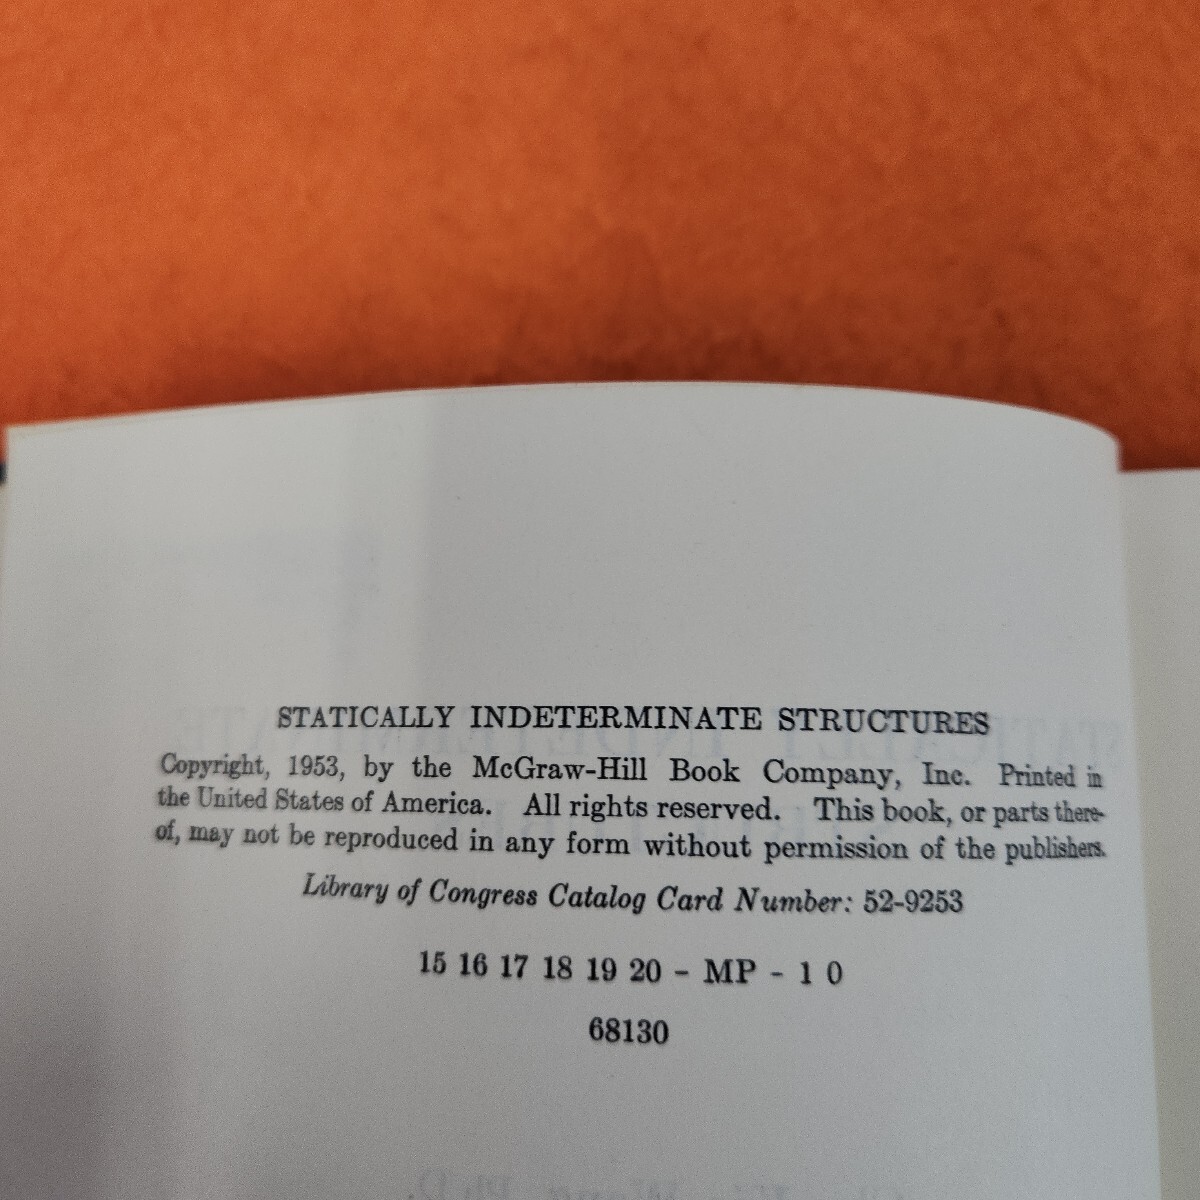 STATICALLY INDETERMINATE STRUCTURES
Copyright, 1953, by the McGraw-Hill Book Company, Inc. Printed in
the United States of America. All rights reserved. This book, or parts there-
of, may not be reproduced in any form without permission of the publishers.
Library of Congress Catalog Card Number: 52-9253
15 16 17 18 19 20 - MP - 1 0
68130